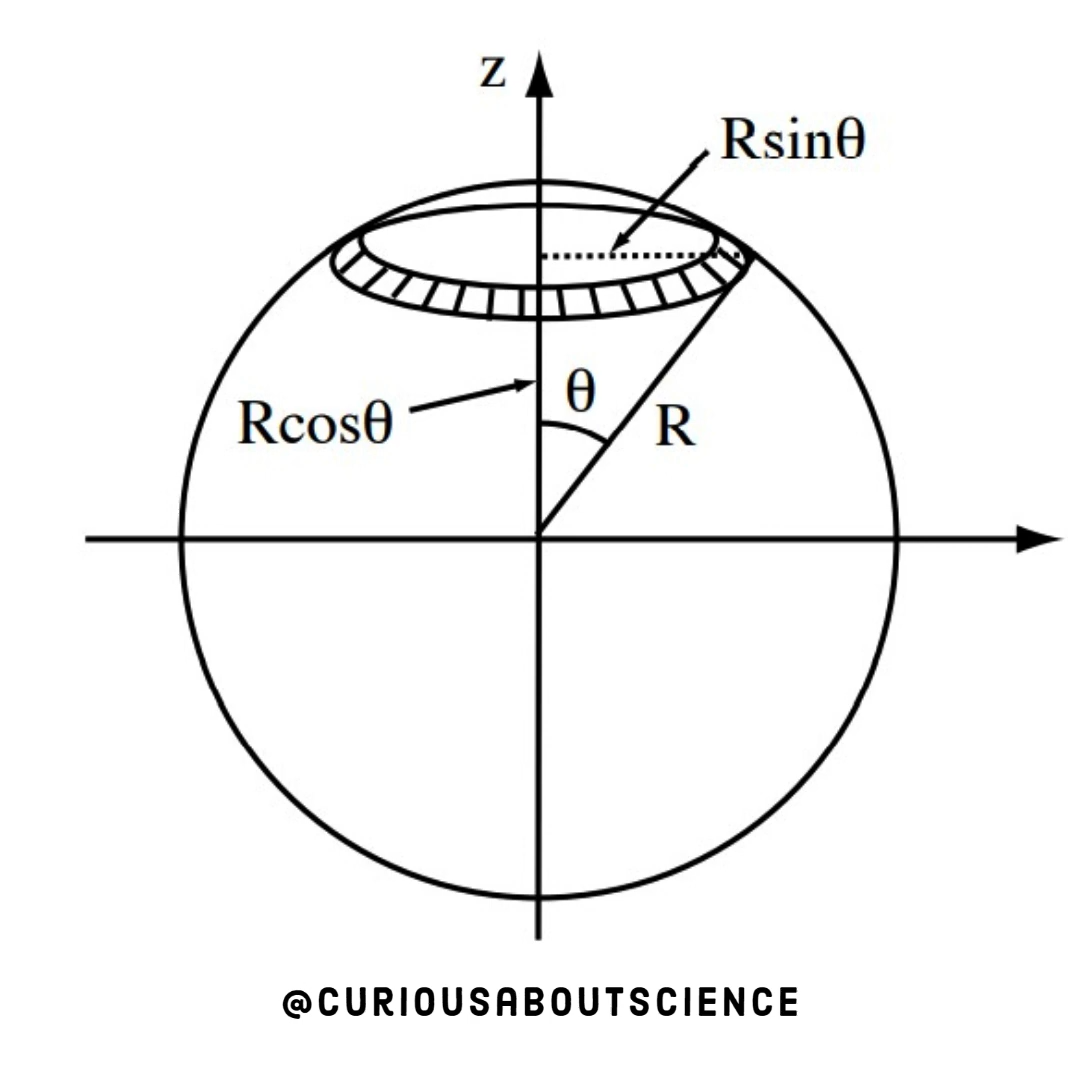 z
Rsinθ
θ
Rcosθ
R
@CURIOUSABOUTSCIENCE